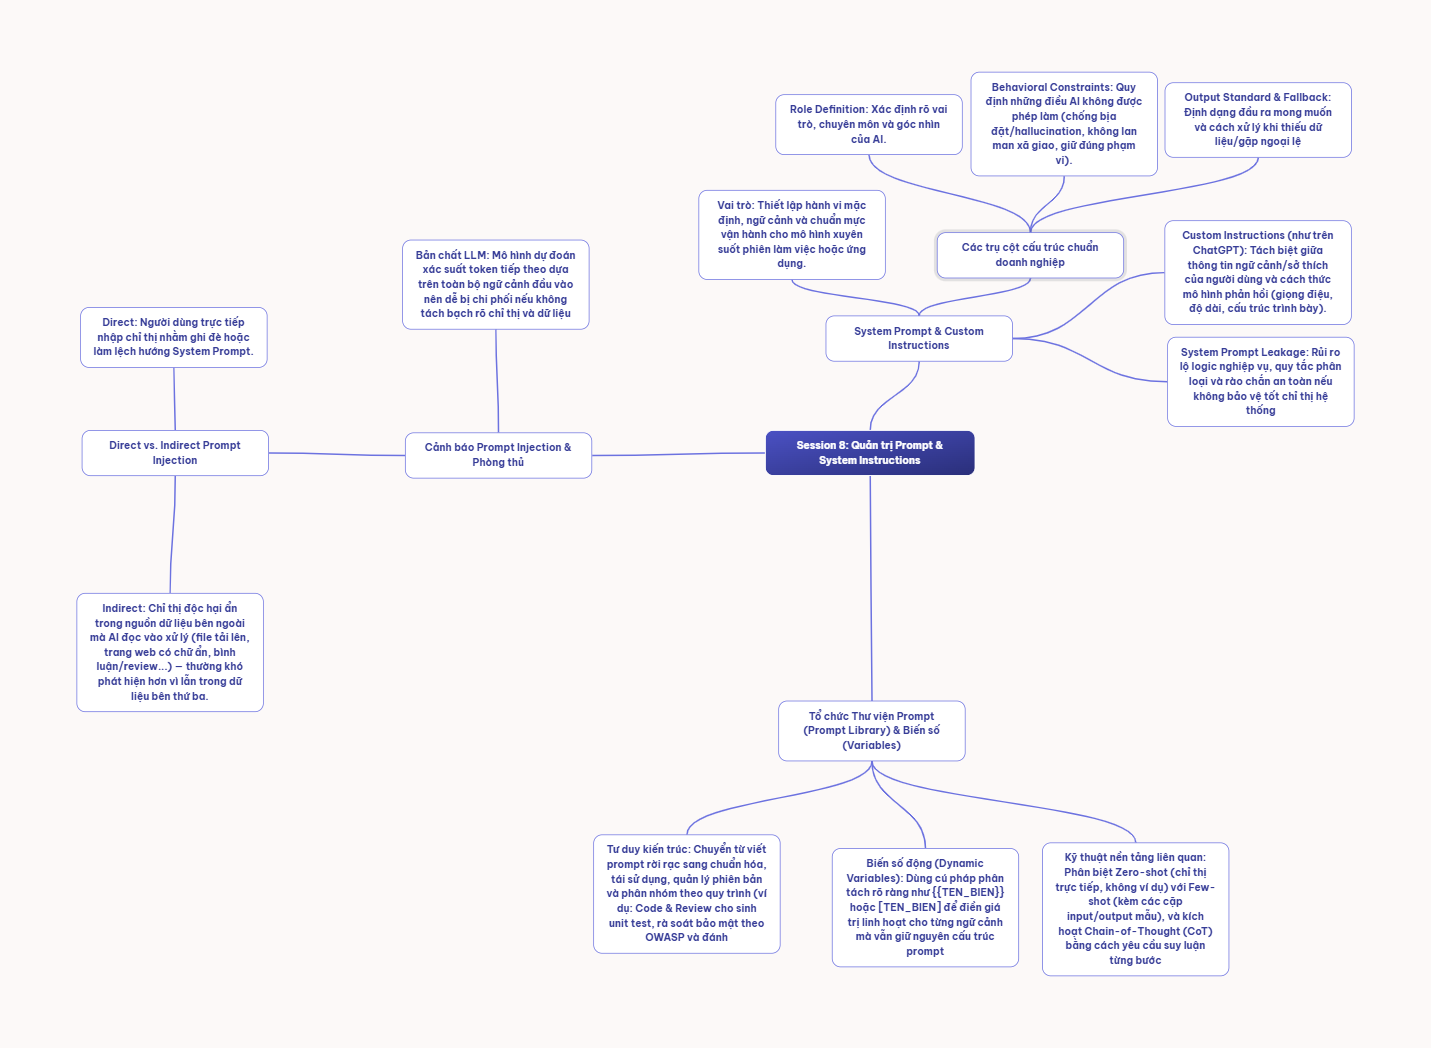 Behavioral Constraints: Quy
định những điều AI không được
phép làm (chống bịa
đặt/hallucination, không lan
man xã giao, giữ đúng phạm
vi).
Output Standard & Fallback:
Định dạng đầu ra mong muốn
và cách xử lý khi thiếu dữ
liệu/gặp ngoại lệ
Role Definition: Xác định rõ vai
trò, chuyên môn và góc nhìn
của AI.
Vai trò: Thiết lập hành vi mặc
định, ngữ cảnh và chuẩn mực
vận hành cho mô hình xuyên
suốt phiên làm việc hoặc ứng
dụng.
Các trụ cột cấu trúc chuẩn
doanh nghiệp
Custom Instructions (như trên
ChatGPT): Tách biệt giữa
thông tin ngữ cảnh/sở thích
của người dùng và cách thức
mô hình phản hồi (giọng điệu,
độ dài, cấu trúc trình bày).
Bản chất LLM: Mô hình dự đoán
xác suất token tiếp theo dựa
trên toàn bộ ngữ cảnh đầu vào
nên dễ bị chi phối nếu không
tách bạch rõ chỉ thị và dữ liệu
Direct: Người dùng trực tiếp
nhập chỉ thị nhằm ghi đè hoặc
làm lệch hướng System Prompt.
System Prompt & Custom
Instructions
System Prompt Leakage: Rủi ro
lộ logic nghiệp vụ, quy tắc phân
loại và rào chắn an toàn nếu
không bảo vệ tốt chỉ thị hệ
thống
Direct vs. Indirect Prompt
Injection
Cảnh báo Prompt Injection &
Phòng thủ
Session 8: Quản trị Prompt &
System Instructions
Indirect: Chỉ thị độc hại ẩn
trong nguồn dữ liệu bên ngoài
mà AI đọc vào xử lý (file tải lên,
trang web có chữ ẩn, bình
luận/review...) — thường khó
phát hiện hơn vì lẫn trong dữ
liệu bên thứ ba.
Tổ chức Thư viện Prompt
(Prompt Library) & Biến số
(Variables)
Tư duy kiến trúc: Chuyển từ viết
prompt rời rạc sang chuẩn hóa,
tái sử dụng, quản lý phiên bản
và phân nhóm theo quy trình (ví
dụ: Code & Review cho sinh
unit test, rà soát bảo mật theo
OWASP và đánh
Biến số động (Dynamic
Variables): Dùng cú pháp phân
tách rõ ràng như {{TEN_BIEN}}
hoặc [TEN_BIEN] để điền giá
trị linh hoạt cho từng ngữ cảnh
mà vẫn giữ nguyên cấu trúc
prompt
Kỹ thuật nền tảng liên quan:
Phân biệt Zero-shot (chỉ thị
trực tiếp, không ví dụ) với Few-
shot (kèm các cặp
input/output mẫu), và kích
hoạt Chain-of-Thought (CoT)
bằng cách yêu cầu suy luận
từng bước